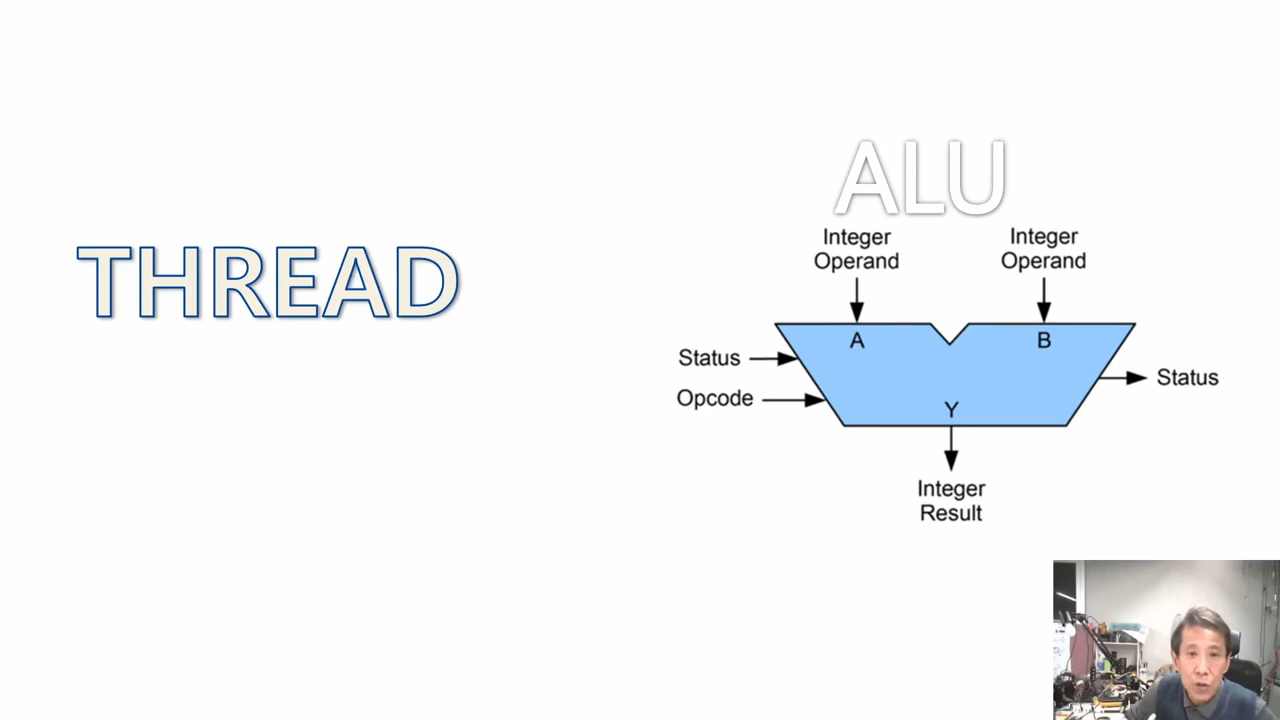 THREAD
ALU
Integer
Operand
Integer
Operand
A
B
Status
Opcode
Status
Y
Integer
Result